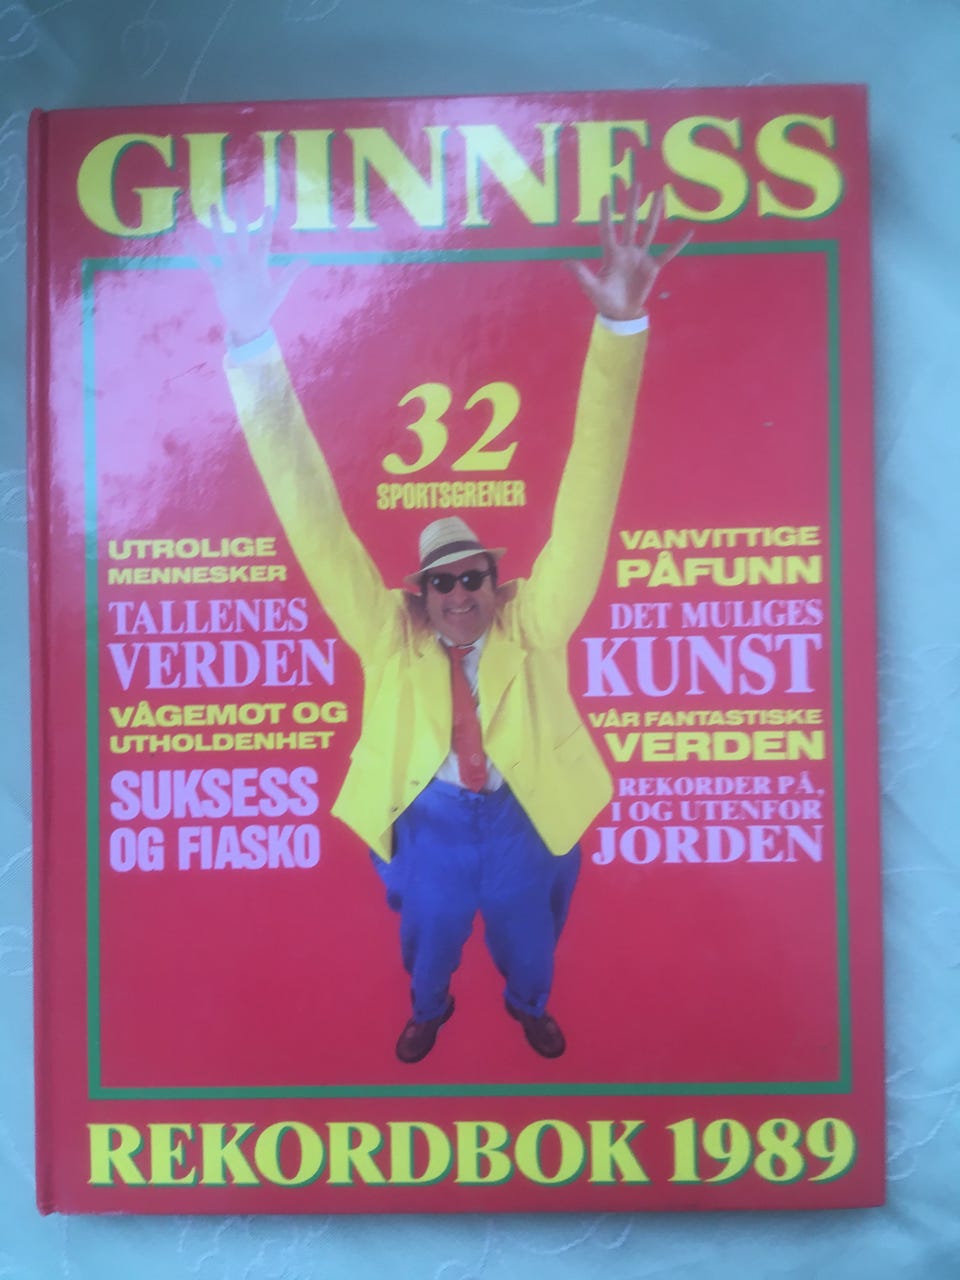 GUINNESS
32
SPORTSGRENER
UTROLIGE
MENNESKER
TALLENES
VERDEN
VÅGEMOT OG
UTHOLDENHET
SUKSESS
OG FIASKO
VANVITTIGE
PÅFUNN
DET MULIGES
KUNST
VÅR FANTASTISKE
VERDEN
REKORDER PÅ,
I OG UTENFOR
JORDEN
REKORDBOK 1989